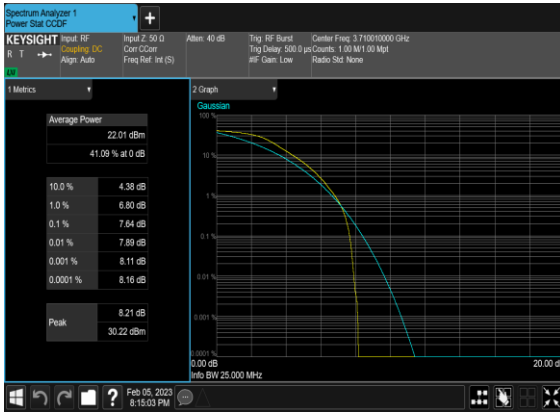 Spectrum Analyzer 1
Power Stat CCDF
+
KEYSIGHT
R T
LV
Input: RF
Coupling: DC
Align: Auto
Input Z: 50 Ω
Corr CCorr
Freq Ref: Int (S)
Atten: 40 dB
Trig: RF Burst
Trig Delay: 500.0 µs
#IF Gain: Low
Center Freq: 3.710010000 GHz
Counts: 1.00 M/1.00 Mpt
Radio Std: None
1 Metrics
Average Power
22.01 dBm
41.09 % at 0 dB
10.0 % 4.38 dB
1.0 % 6.80 dB
0.1 % 7.64 dB
0.01 % 7.89 dB
0.001 % 8.11 dB
0.0001 % 8.16 dB
Peak
8.21 dB
30.22 dBm
2 Graph
Gaussian
100 %
10 %
1 %
0.1 %
0.01 %
0.001 %
0.0001 %
0.00 dB
20.00 dB
Info BW 25.000 MHz
?
Feb 05, 2023
8:15:03 PM